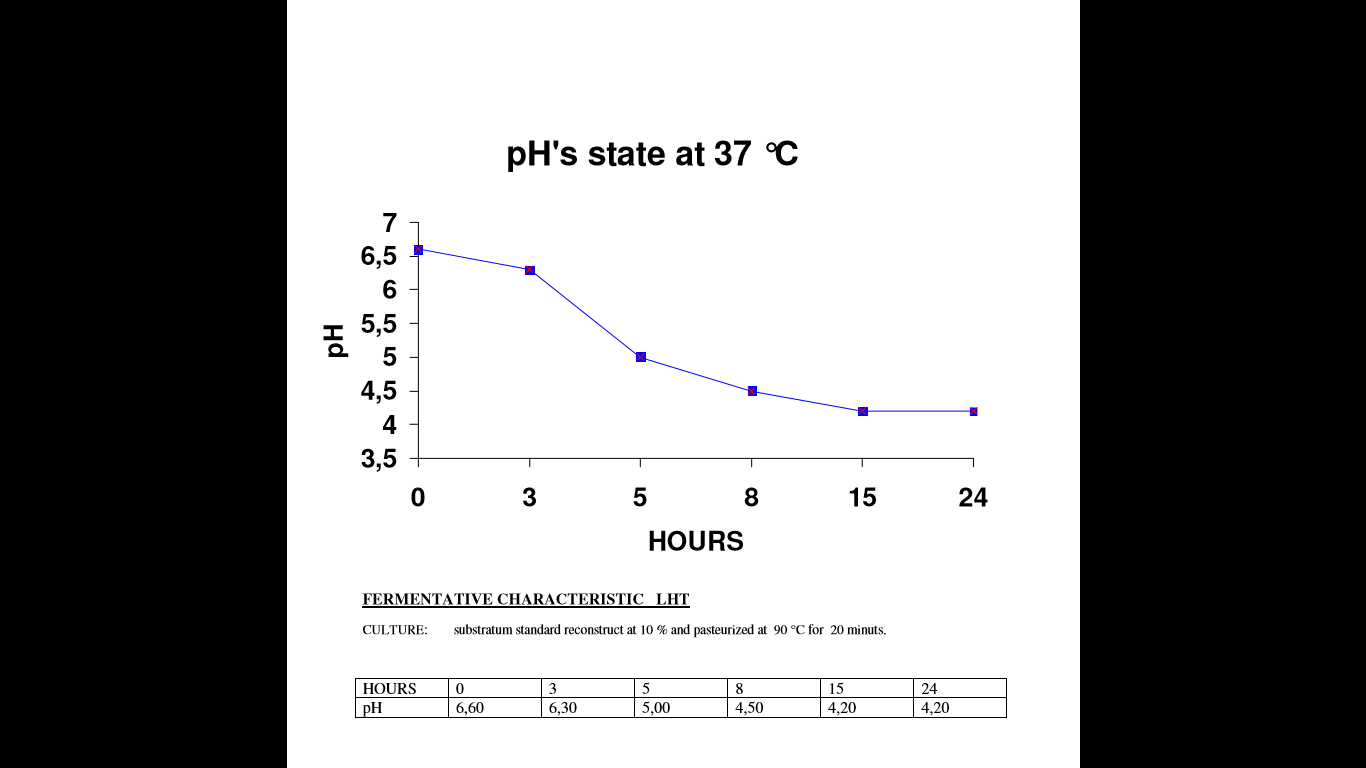 pH's state at 37 °C
7
6,5
6
5,5
5
4,5
4
3,5
pH
0 3 5 8 15 24
HOURS
FERMENTATIVE CHARACTERISTIC LHT
CULTURE: substratum standard reconstruct at 10 % and pasteurized at 90 °C for 20 minuts.
HOURS 0 3 5 8 15 24
pH 6,60 6,30 5,00 4,50 4,20 4,20